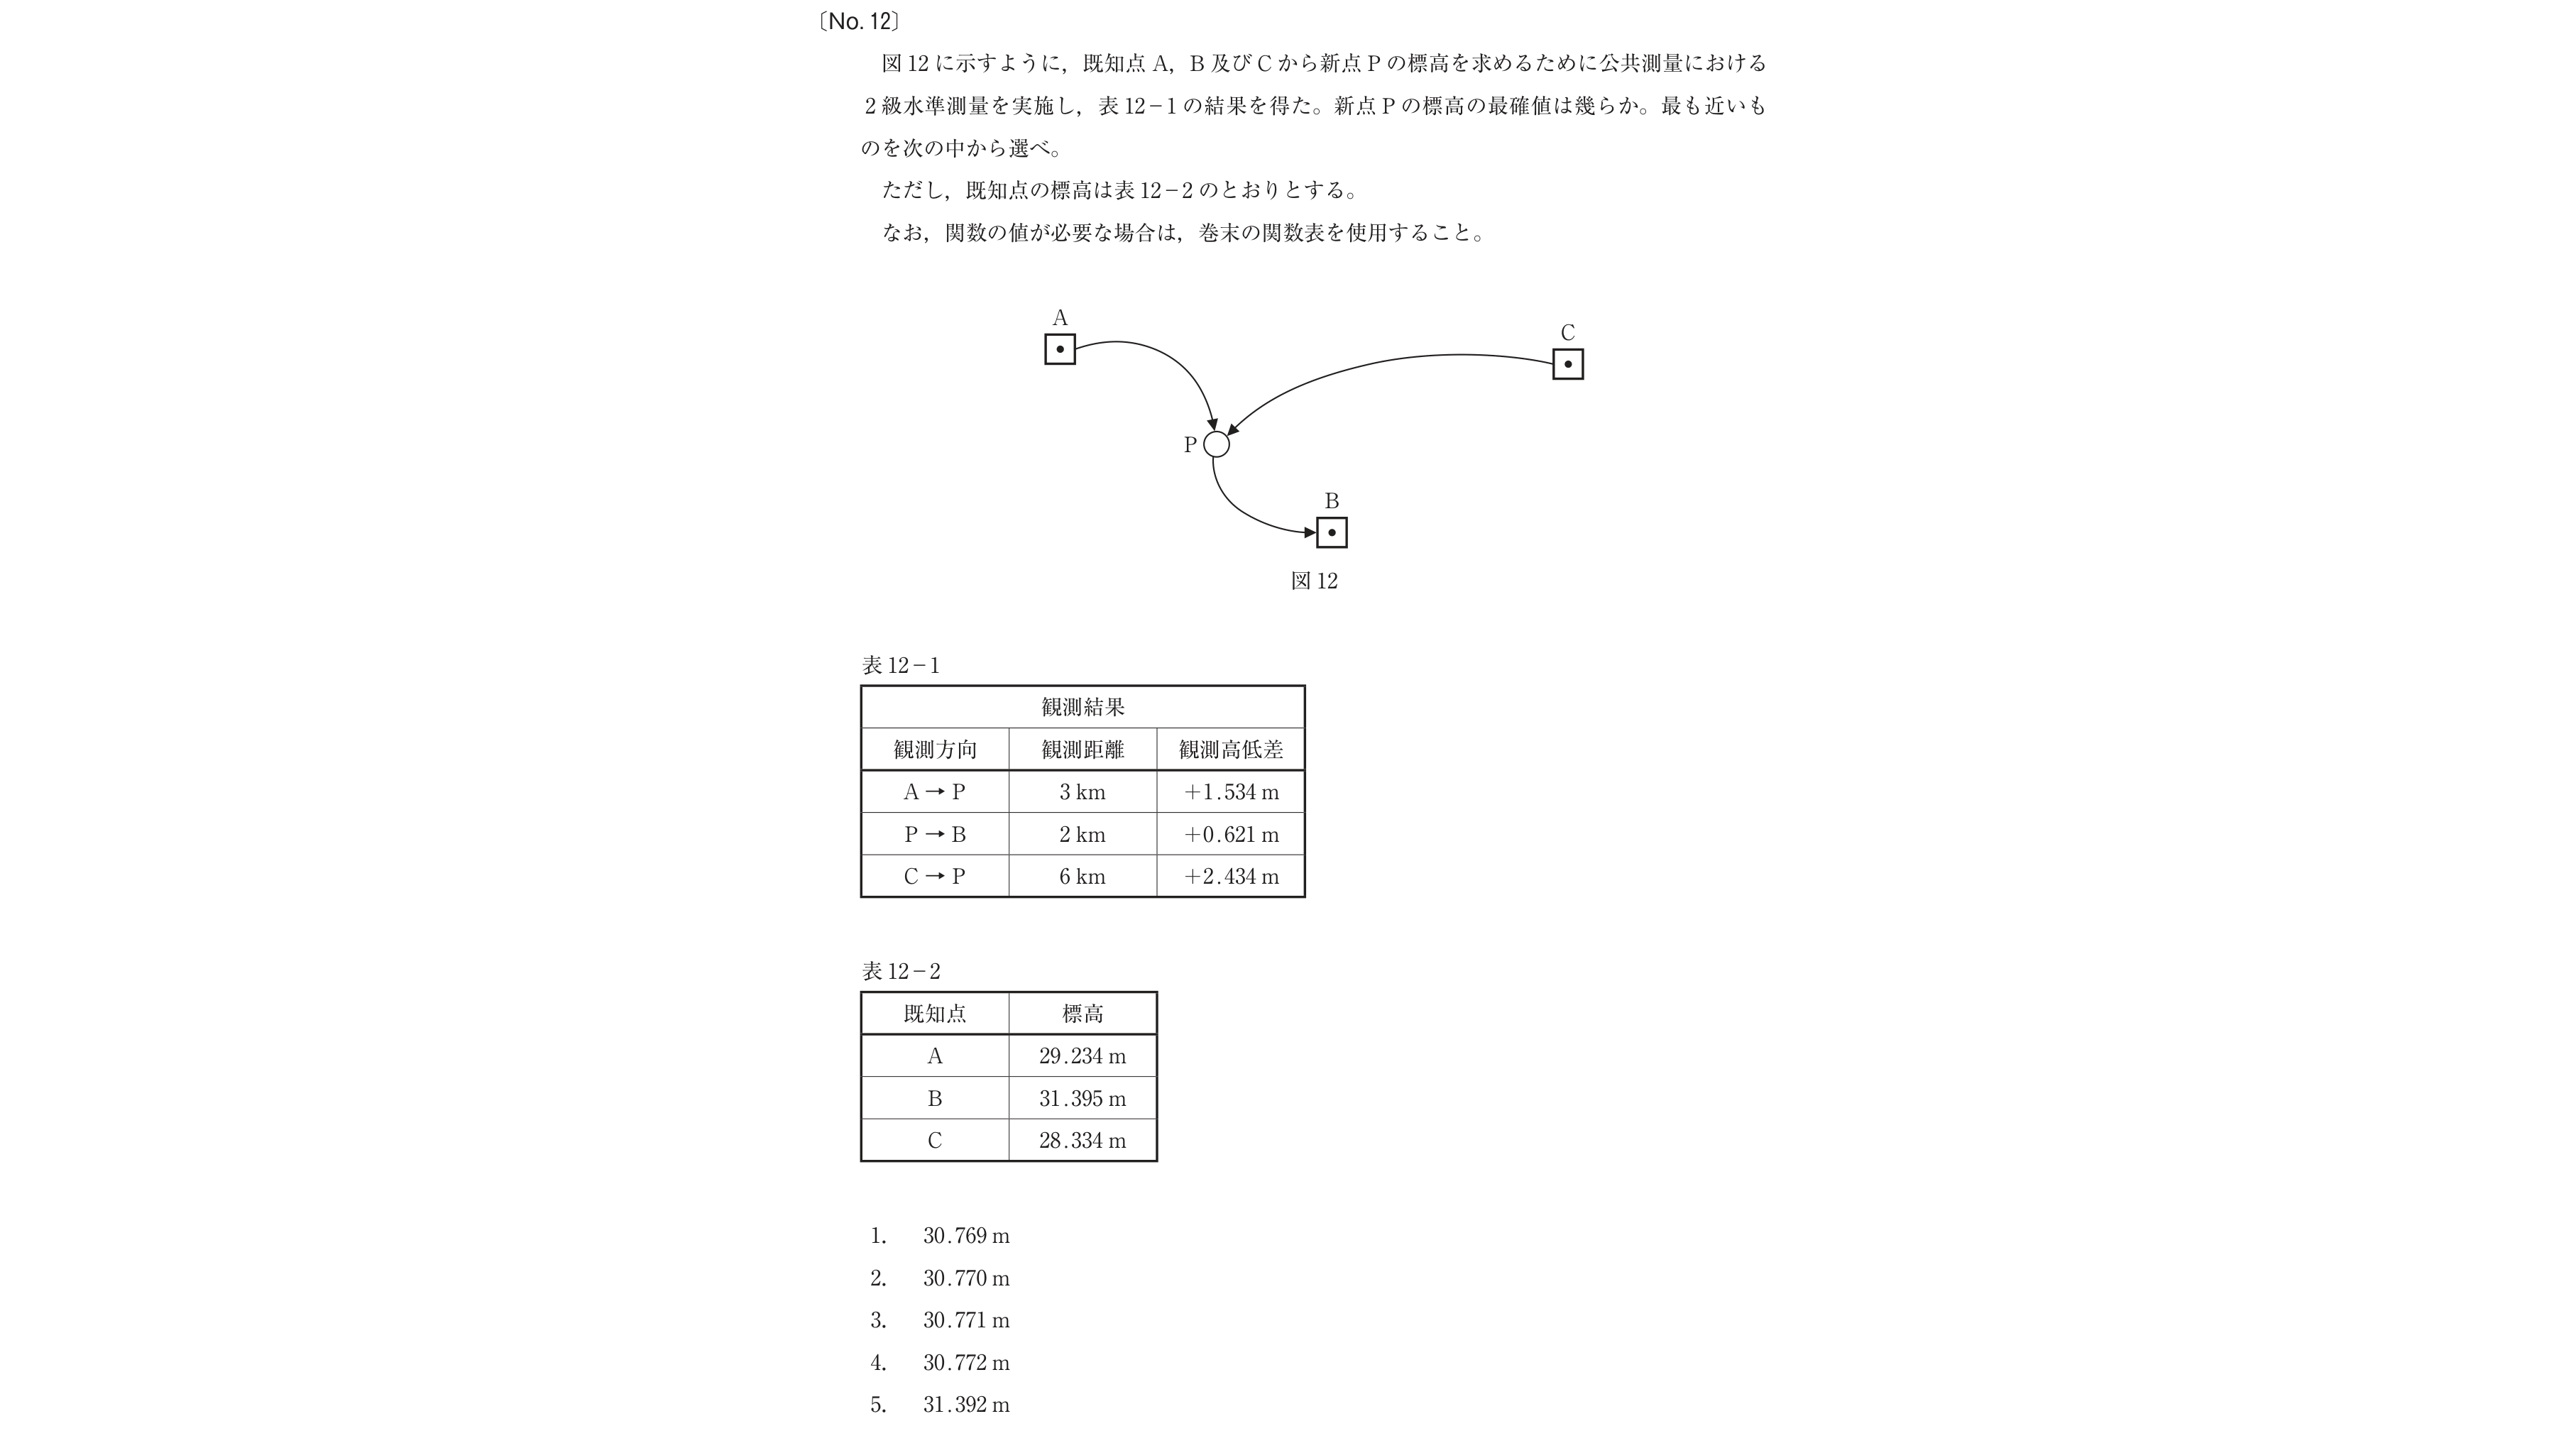 〔No. 12〕
図 12 に示すように，既知点 A，B 及び C から新点 P の標高を求めるために公共測量における
2 級水準測量を実施し，表 12－1 の結果を得た。新点 P の標高の最確値は幾らか。最も近いも
のを次の中から選べ。
ただし，既知点の標高は表 12－2 のとおりとする。
なお，関数の値が必要な場合は，巻末の関数表を使用すること。
A
C
P
B
図 12
表 12－1
観測結果
観測方向 観測距離 観測高低差
A → P 3 km ＋1.534 m
P → B 2 km ＋0.621 m
C → P 6 km ＋2.434 m
表 12－2
既知点 標高
A 29.234 m
B 31.395 m
C 28.334 m
1. 30.769 m
2. 30.770 m
3. 30.771 m
4. 30.772 m
5. 31.392 m